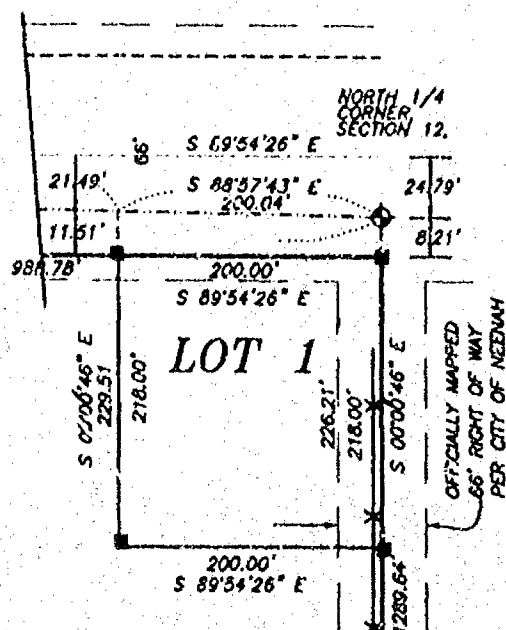 NORTH 1/4
CORNER,
SECTION 12.
66'
S 89'54'26" E
21.49'
S 88'57'43" E
200.04'
24.79'
11.51'
8.21'
988.78'
200.00'
S 89'54'26" E
LOT 1
S 0'00'46" E
229.51
218.00'
226.21'
218.00'
S 00'00'46" E
OFFICIALLY MAPPED
66' RIGHT OF WAY
PER CITY OF NEENAH
200.00'
S 89'54'26" E
1289.64'